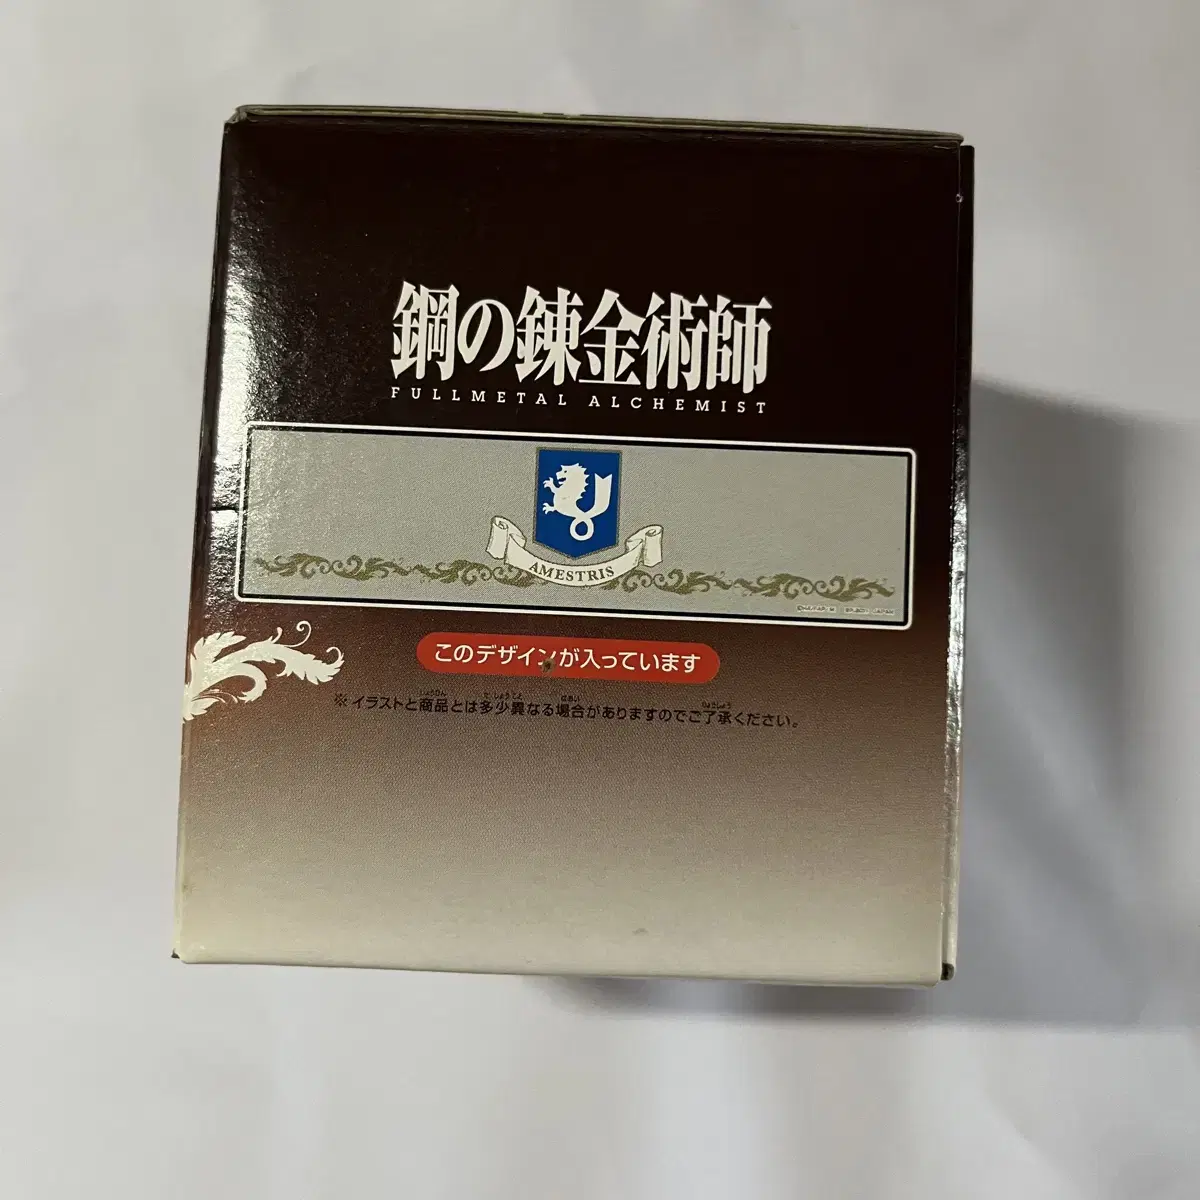 鋼の錬金術師
FULLMETAL ALCHEMIST
AMESTRIS
このデザインが入っています
※イラストと商品とは多少異なる場合がありますのでご了承ください。